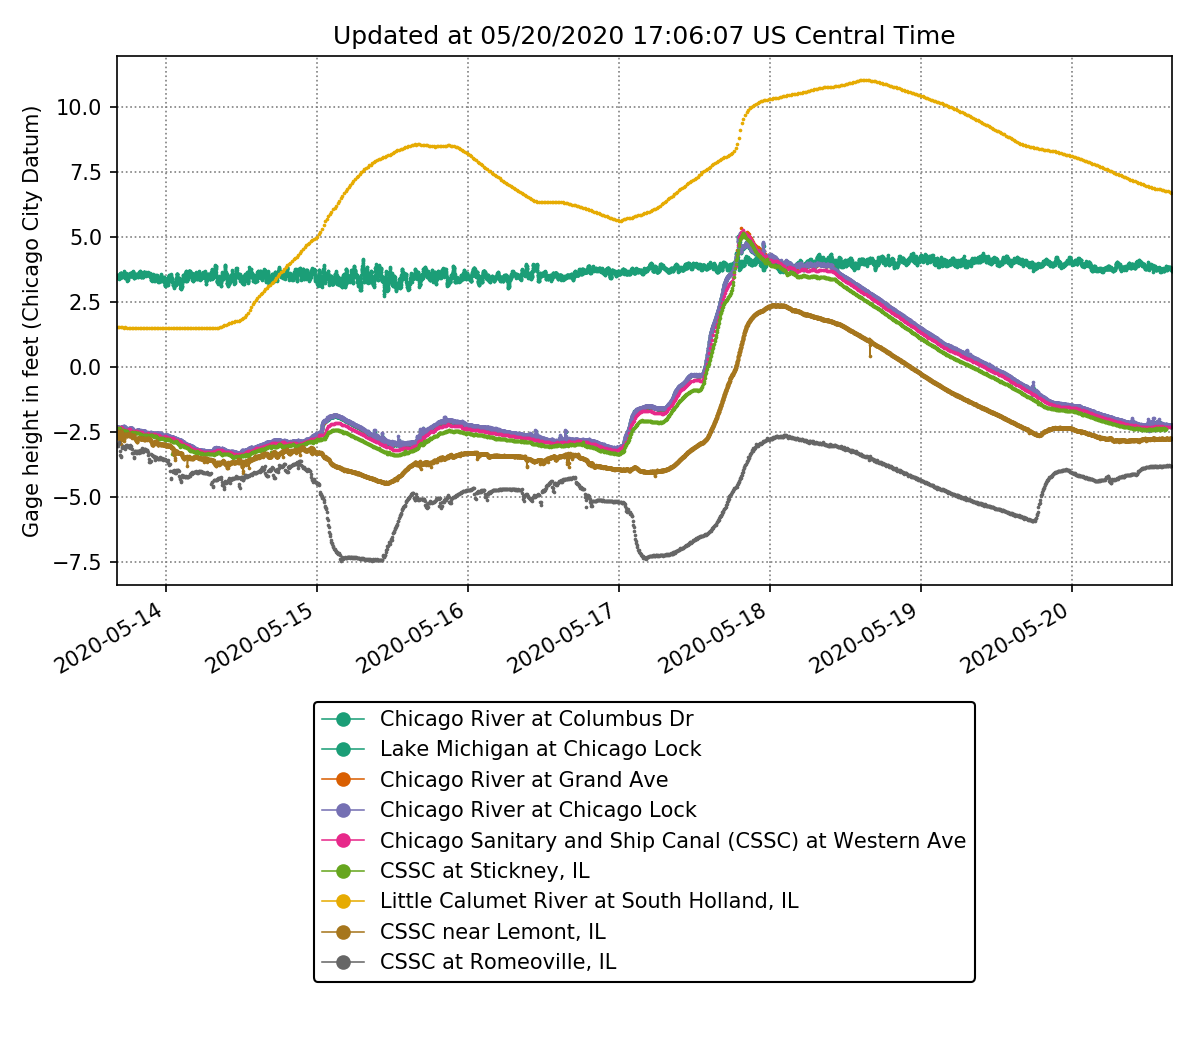 Updated at 05/20/2020 17:06:07 US Central Time
Gage height in feet (Chicago City Datum)
10.0
7.5
5.0
2.5
0.0
−2.5
−5.0
−7.5
2020-05-14
2020-05-15
2020-05-16
2020-05-17
2020-05-18
2020-05-19
2020-05-20
Chicago River at Columbus Dr
Lake Michigan at Chicago Lock
Chicago River at Grand Ave
Chicago River at Chicago Lock
Chicago Sanitary and Ship Canal (CSSC) at Western Ave
CSSC at Stickney, IL
Little Calumet River at South Holland, IL
CSSC near Lemont, IL
CSSC at Romeoville, IL